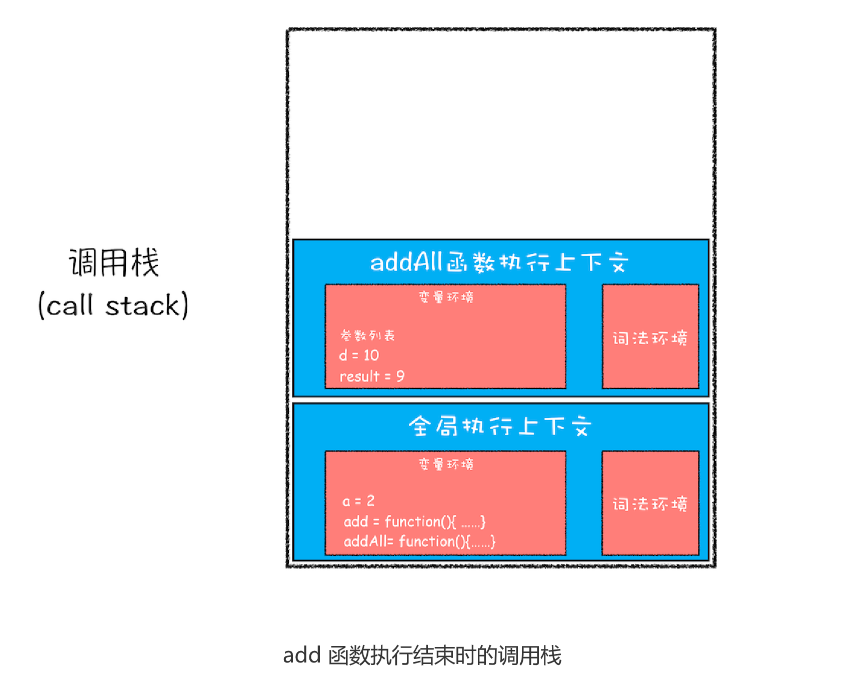 调用栈
(call stack)
addAll函数执行上下文
变量环境
参数列表
d = 10
result = 9
词法环境
全局执行上下文
变量环境
a = 2
add = function(){ ……}
addAll= function(){……}
词法环境
add 函数执行结束时的调用栈